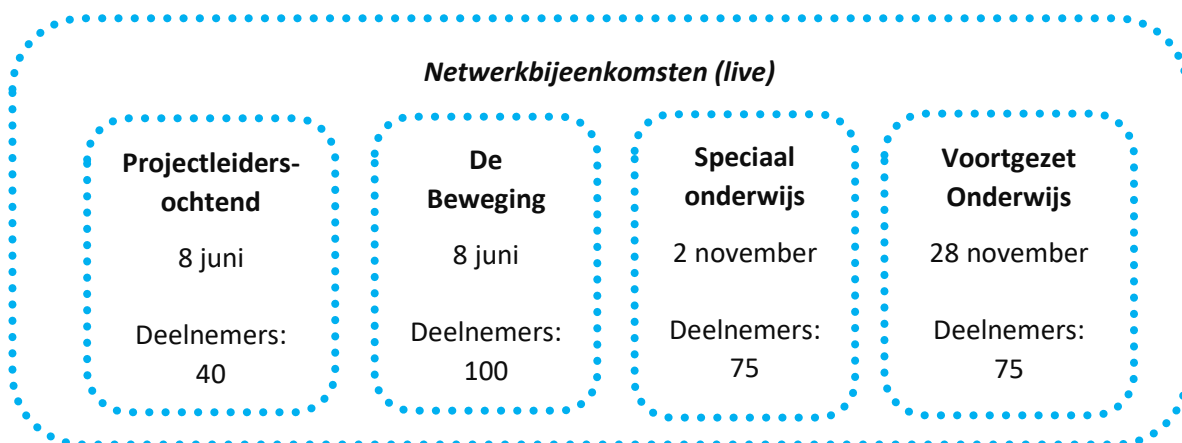 Netwerkbijeenkomsten (live)
Projectleiders-
ochtend
8 juni
Deelnemers:
40
De
Beweging
8 juni
Deelnemers:
100
Speciaal
onderwijs
2 november
Deelnemers:
75
Voortgezet
Onderwijs
28 november
Deelnemers:
75